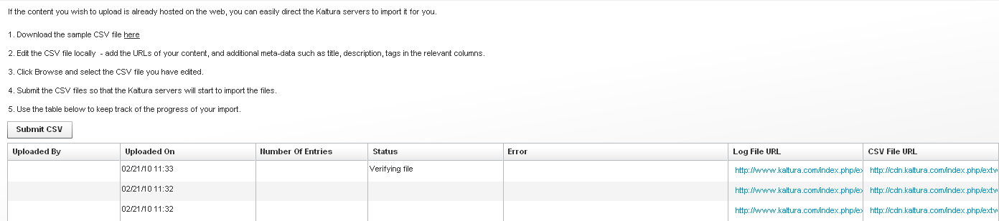 If the content you wish to upload is already hosted on the web, you can easily direct the Kaltura servers to import it for you.
1. Download the sample CSV file here
2. Edit the CSV file locally - add the URLs of your content, and additional meta-data such as title, description, tags in the relevant columns.
3. Click Browse and select the CSV file you have edited.
4. Submit the CSV files so that the Kaltura servers will start to import the files.
5. Use the table below to keep track of the progress of your import.
Submit CSV
Uploaded By Uploaded On Number Of Entries Status Error Log File URL CSV File URL
02/21/10 11:33 Verifying file http://www.kaltura.com/index.php/ex http://cdn.kaltura.com/index.php/extw
02/21/10 11:32 http://www.kaltura.com/index.php/ex http://cdn.kaltura.com/index.php/extw
02/21/10 11:32 http://www.kaltura.com/index.php/ex http://cdn.kaltura.com/index.php/extw